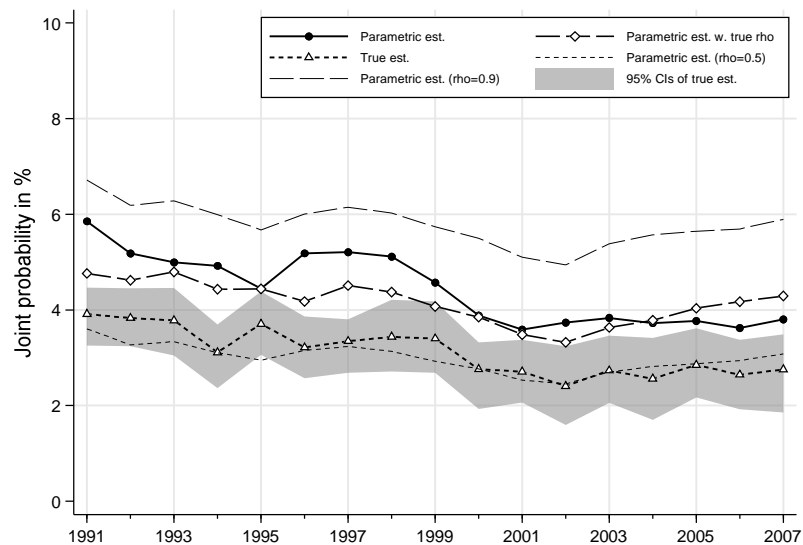 Parametric est.
Parametric est. w. true rho
True est.
Parametric est. (rho=0.5)
Parametric est. (rho=0.9)
95% CIs of true est.
Joint probability in %
10
8
6
4
2
0
1991 1993 1995 1997 1999 2001 2003 2005 2007